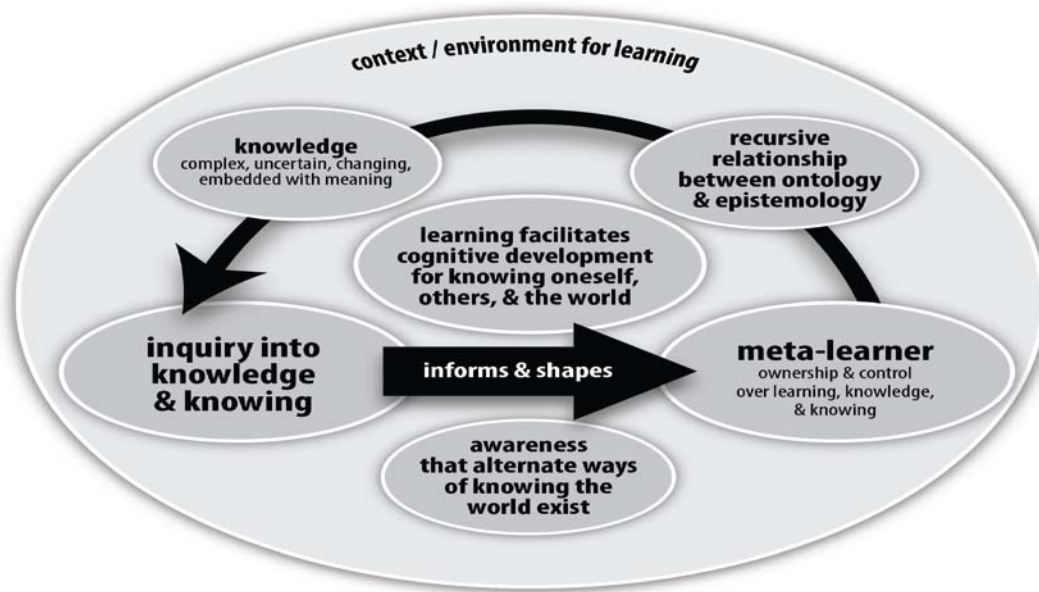 context / environment for learning
knowledge
complex, uncertain, changing,
embedded with meaning
recursive
relationship
between ontology
& epistemology
learning facilitates
cognitive development
for knowing oneself,
others, & the world
inquiry into
knowledge
& knowing
informs & shapes
meta-learner
ownership & control
over learning, knowledge,
& knowing
awareness
that alternate ways
of knowing the
world exist